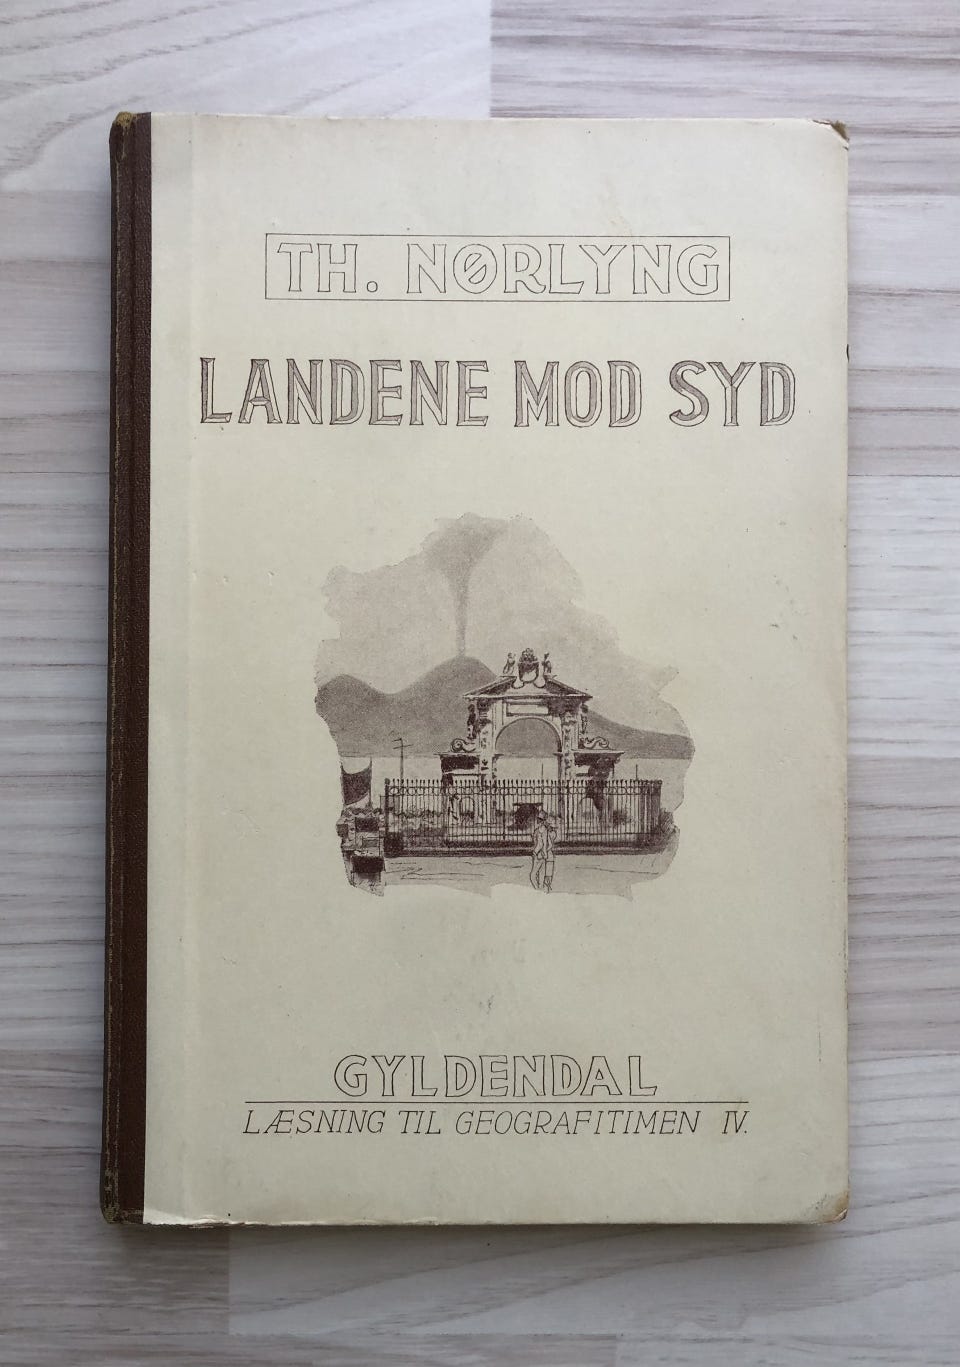 TH. NØRLYNG
LANDENE MOD SYD
GYLDENDAL
LÆSNING TIL GEOGRAFITIMEN IV.